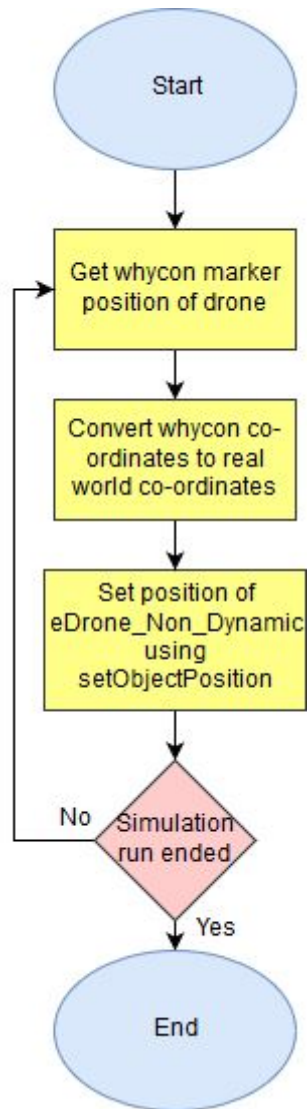 Start
Get whycon marker
position of drone
Convert whycon co-
ordinates to real
world co-ordinates
Set position of
eDrone_Non_Dynamic
using
setObjectPosition
No
Simulation
run ended
Yes
End